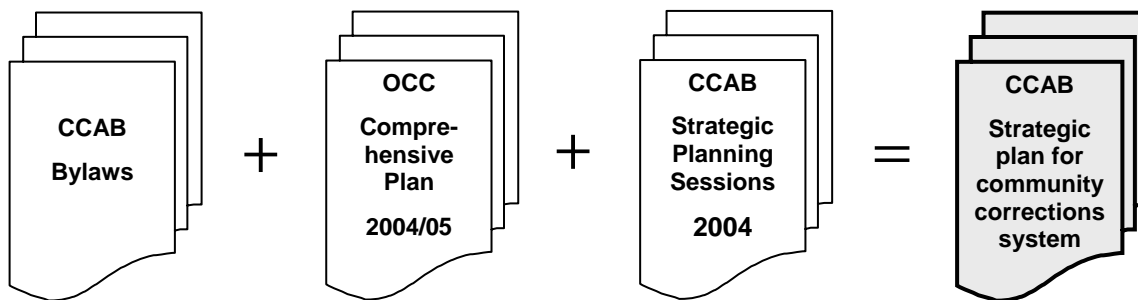 CCAB
Bylaws
+
OCC
Compre-
hensive
Plan
2004/05
+
CCAB
Strategic
Planning
Sessions
2004
=
CCAB
Strategic
plan for
community
corrections
system